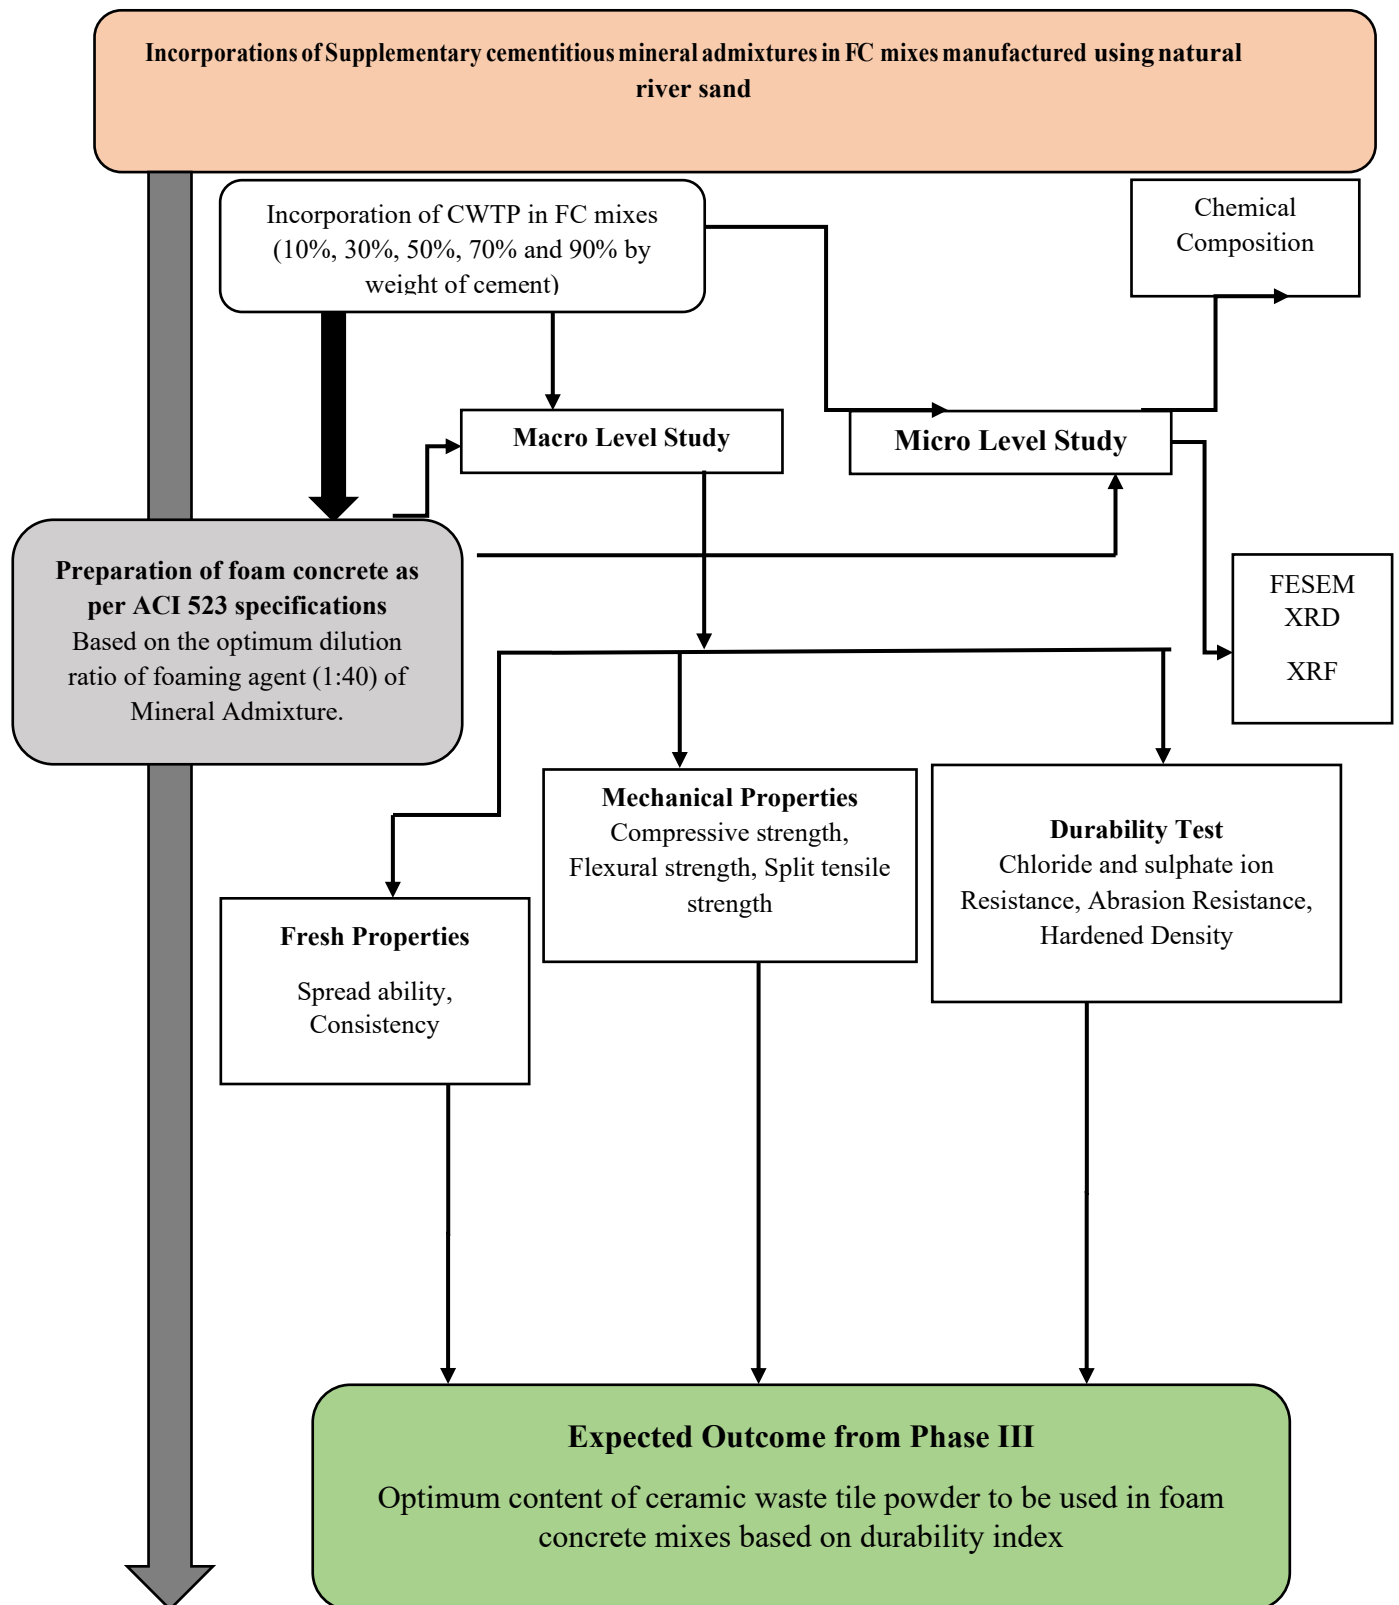 Incorporations of Supplementary cementitious mineral admixtures in FC mixes manufactured using natural
river sand
Incorporation of CWTP in FC mixes
(10%, 30%, 50%, 70% and 90% by
weight of cement)
Chemical
Composition
Macro Level Study
Micro Level Study
Preparation of foam concrete as
per ACI 523 specifications
Based on the optimum dilution
ratio of foaming agent (1:40) of
Mineral Admixture.
FESEM
XRD
XRF
Mechanical Properties
Compressive strength,
Flexural strength, Split tensile
strength
Durability Test
Chloride and sulphate ion
Resistance, Abrasion Resistance,
Hardened Density
Fresh Properties
Spread ability,
Consistency
Expected Outcome from Phase III
Optimum content of ceramic waste tile powder to be used in foam
concrete mixes based on durability index